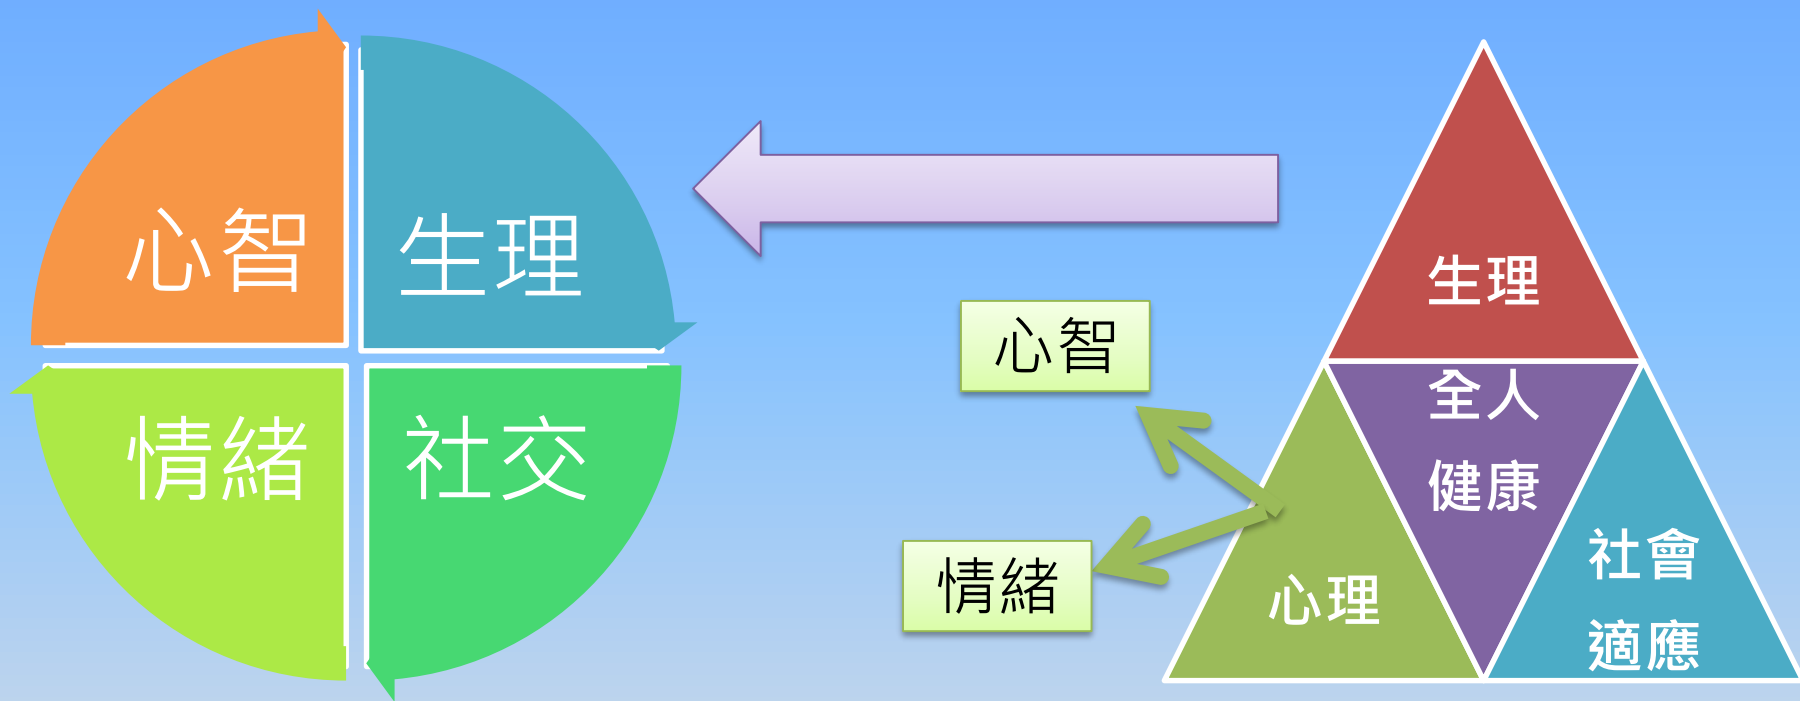 心智
生理
情緒
社交
心智
情緒
生理
全人
健康
心理
社會
適應